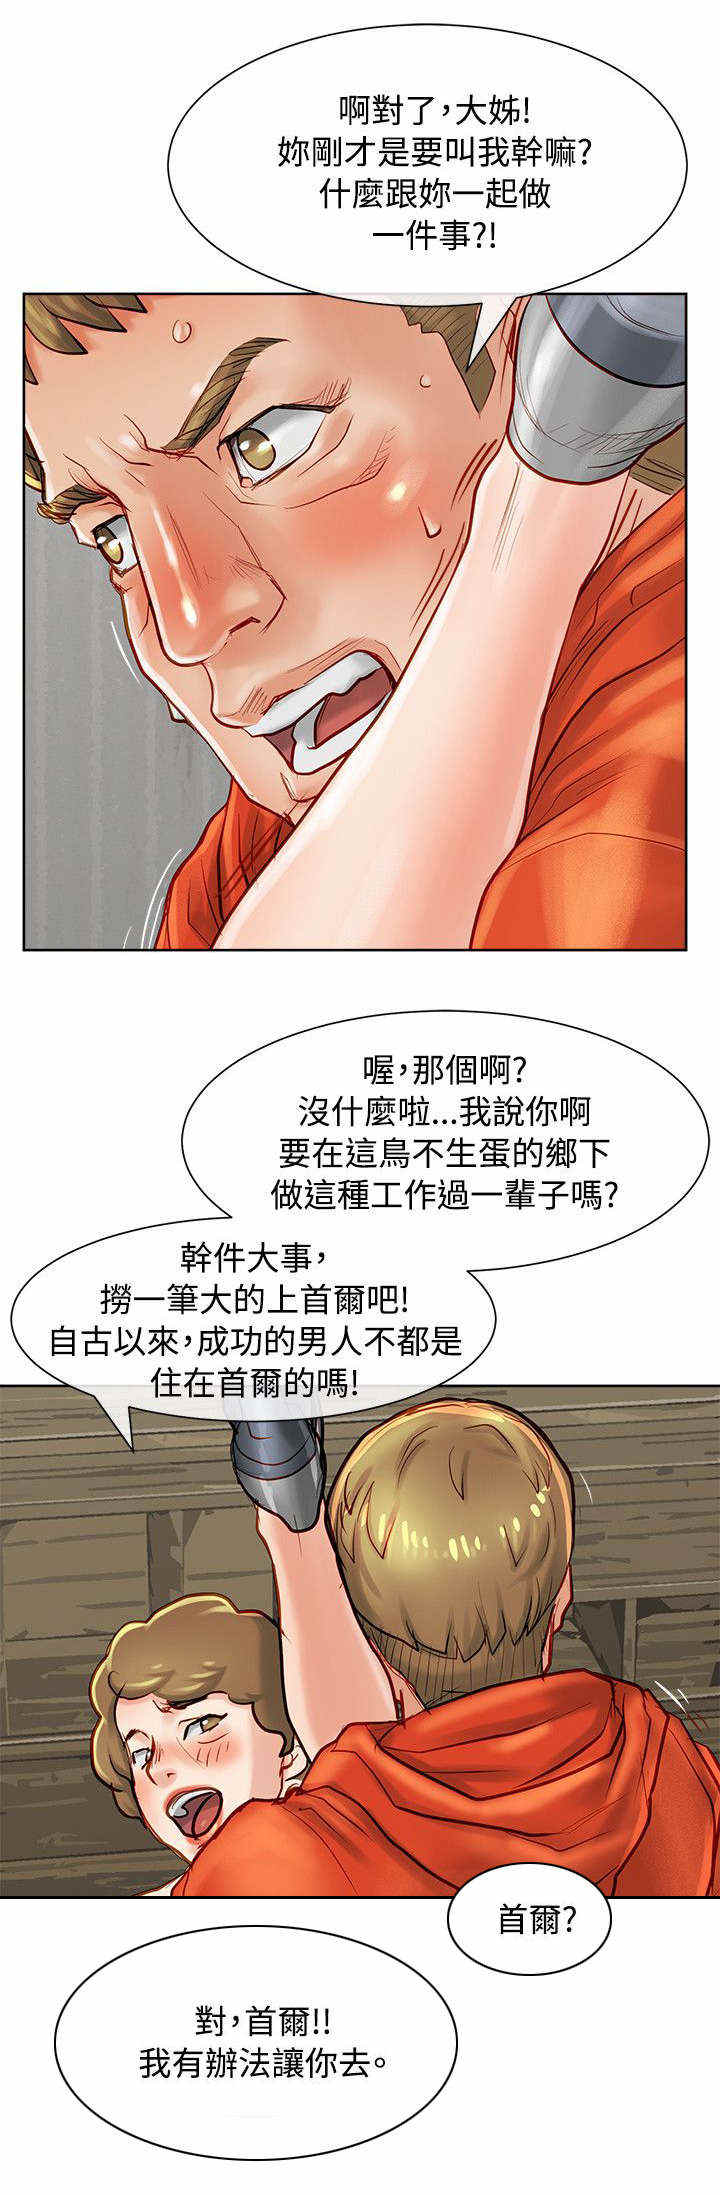 啊對了,大姊!
妳剛才是要叫我幹嘛?
什麼跟妳一起做
一件事?!
喔,那個啊?
沒什麼啦...我說你啊
要在這鳥不生蛋的鄉下
做這種工作過一輩子嗎?
幹件大事,
撈一筆大的上首爾吧!
自古以來,成功的男人不都是
住在首爾的嗎!
首爾?
對,首爾!!
我有辦法讓你去。